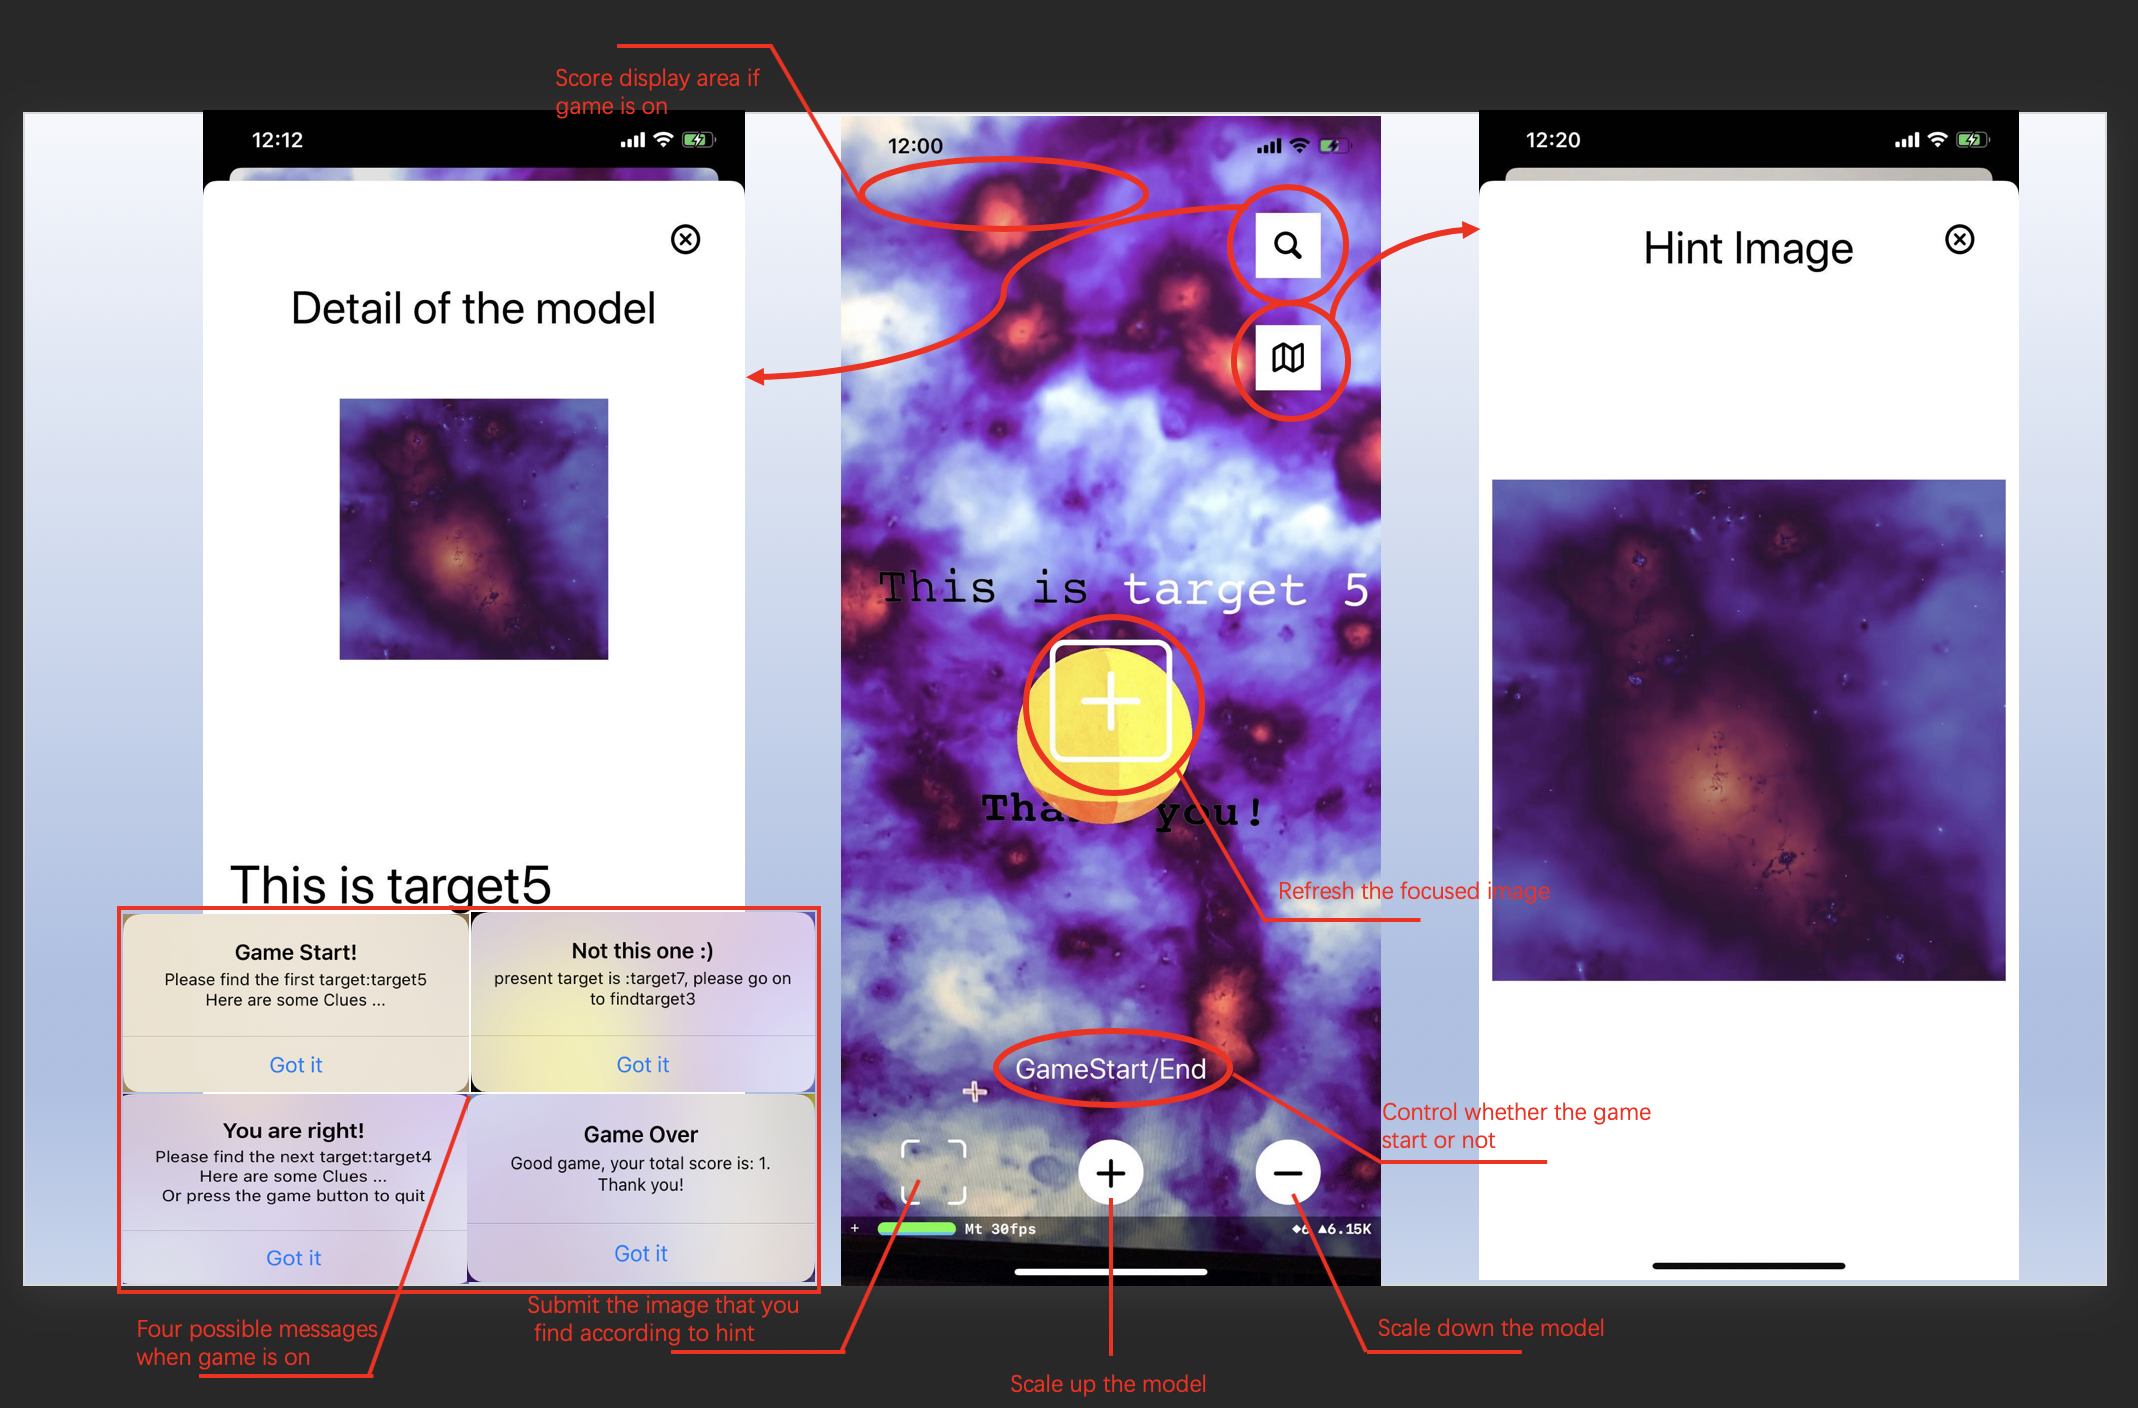 Score display area if
game is on
12:12
Detail of the model
This is target5
Game Start!
Please find the first target:target5
Here are some Clues ...
Got it
Not this one :)
present target is :target7, please go on
to findtarget3
Got it
You are right!
Please find the next target:target4
Here are some Clues ...
Or press the game button to quit
Got it
Game Over
Good game, your total score is: 1.
Thank you!
Got it
Four possible messages
when game is on
12:00
This is target 5
you!
Refresh the focused image
GameStart/End
Control whether the game
start or not
+ Mt 30fps ◆6 ▲6.15K
Submit the image that you
find according to hint
Scale up the model
Scale down the model
12:20
Hint Image